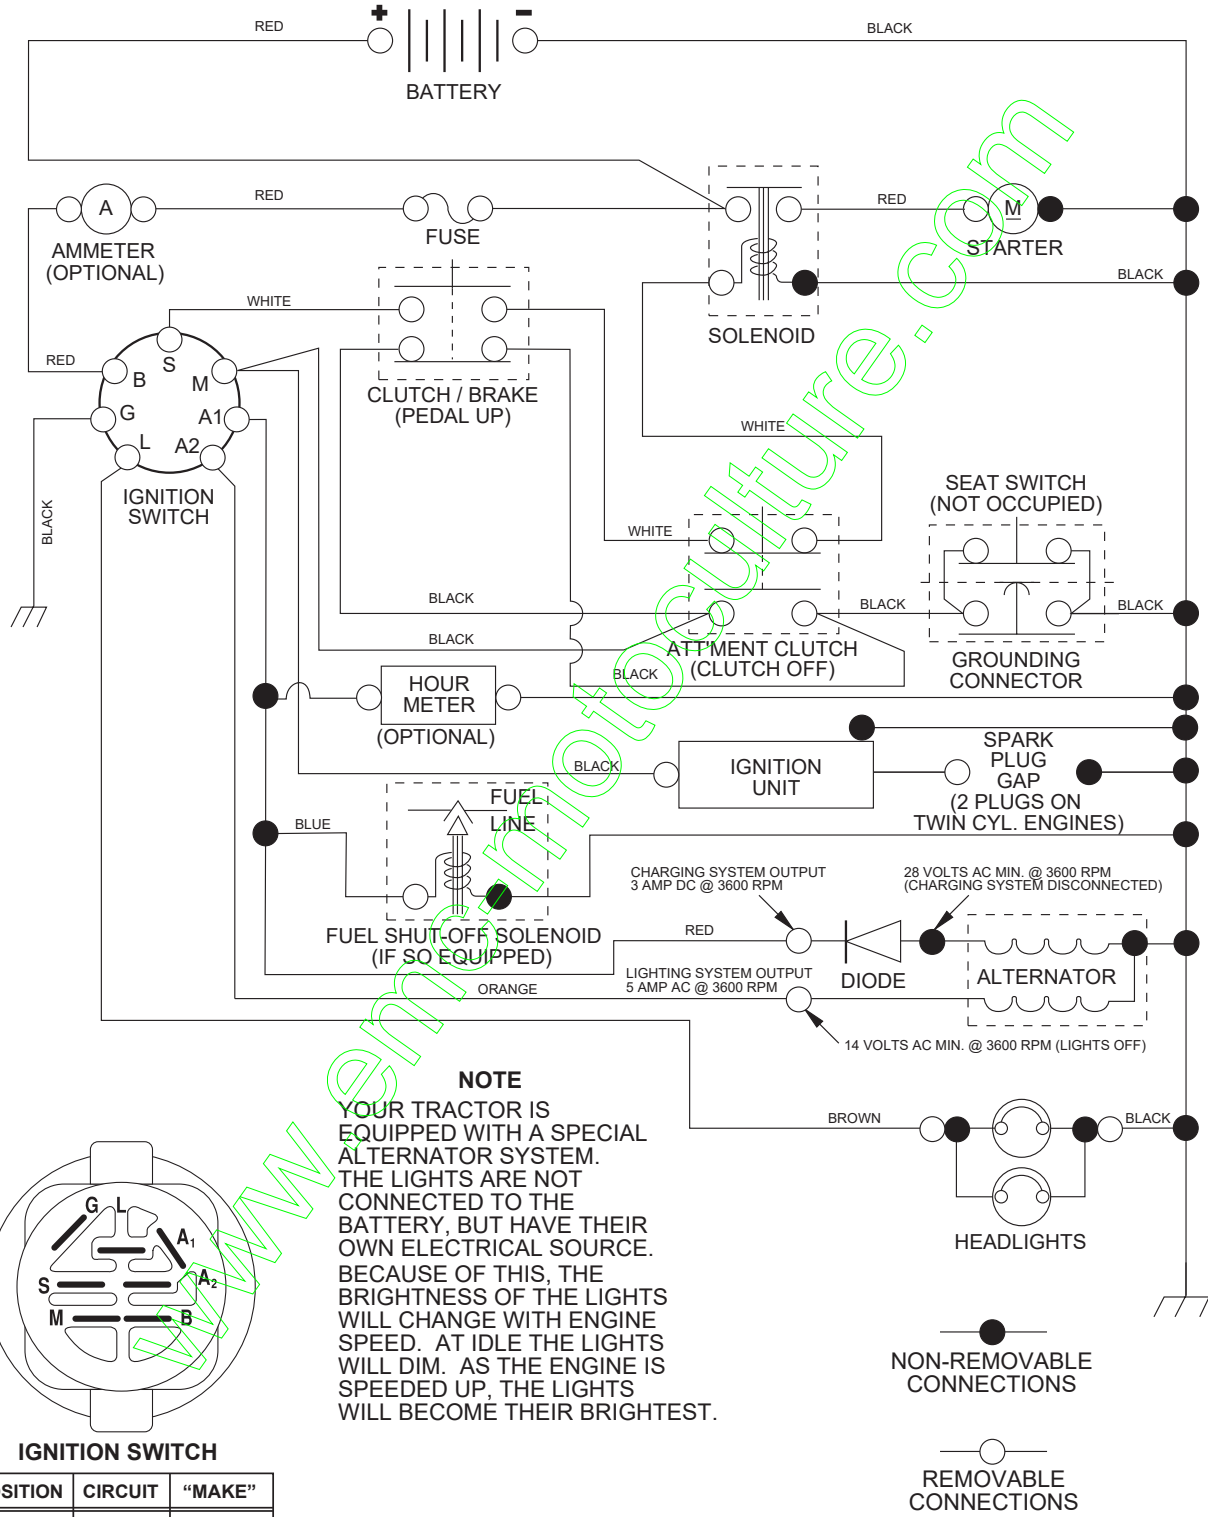 + −
RED
BLACK
BATTERY
RED
RED
A
M
FUSE
AMMETER
(OPTIONAL)
STARTER
BLACK
WHITE
SOLENOID
RED
S
B
M
CLUTCH / BRAKE
(PEDAL UP)
G
A1
L
A2
WHITE
IGNITION
SWITCH
SEAT SWITCH
(NOT OCCUPIED)
BLACK
WHITE
BLACK
BLACK
BLACK
BLACK
ATT'MENT CLUTCH
(CLUTCH OFF)
GROUNDING
CONNECTOR
BLACK
HOUR
METER
(OPTIONAL)
BLACK
IGNITION
UNIT
SPARK
PLUG
GAP
(2 PLUGS ON
TWIN CYL. ENGINES)
FUEL
LINE
BLUE
CHARGING SYSTEM OUTPUT
3 AMP DC @ 3600 RPM
28 VOLTS AC MIN. @ 3600 RPM
(CHARGING SYSTEM DISCONNECTED)
FUEL SHUT-OFF SOLENOID
(IF SO EQUIPPED)
RED
DIODE
ALTERNATOR
LIGHTING SYSTEM OUTPUT
5 AMP AC @ 3600 RPM
ORANGE
14 VOLTS AC MIN. @ 3600 RPM (LIGHTS OFF)
BROWN
BLACK
HEADLIGHTS
NOTE
YOUR TRACTOR IS
EQUIPPED WITH A SPECIAL
ALTERNATOR SYSTEM.
THE LIGHTS ARE NOT
CONNECTED TO THE
BATTERY, BUT HAVE THEIR
OWN ELECTRICAL SOURCE.
BECAUSE OF THIS, THE
BRIGHTNESS OF THE LIGHTS
WILL CHANGE WITH ENGINE
SPEED. AT IDLE THE LIGHTS
WILL DIM. AS THE ENGINE IS
SPEEDED UP, THE LIGHTS
WILL BECOME THEIR BRIGHTEST.
G L
A1
A2
S
M
B
IGNITION SWITCH
SITION CIRCUIT “MAKE”
NON-REMOVABLE
CONNECTIONS
REMOVABLE
CONNECTIONS
www.emc-motoculture.com